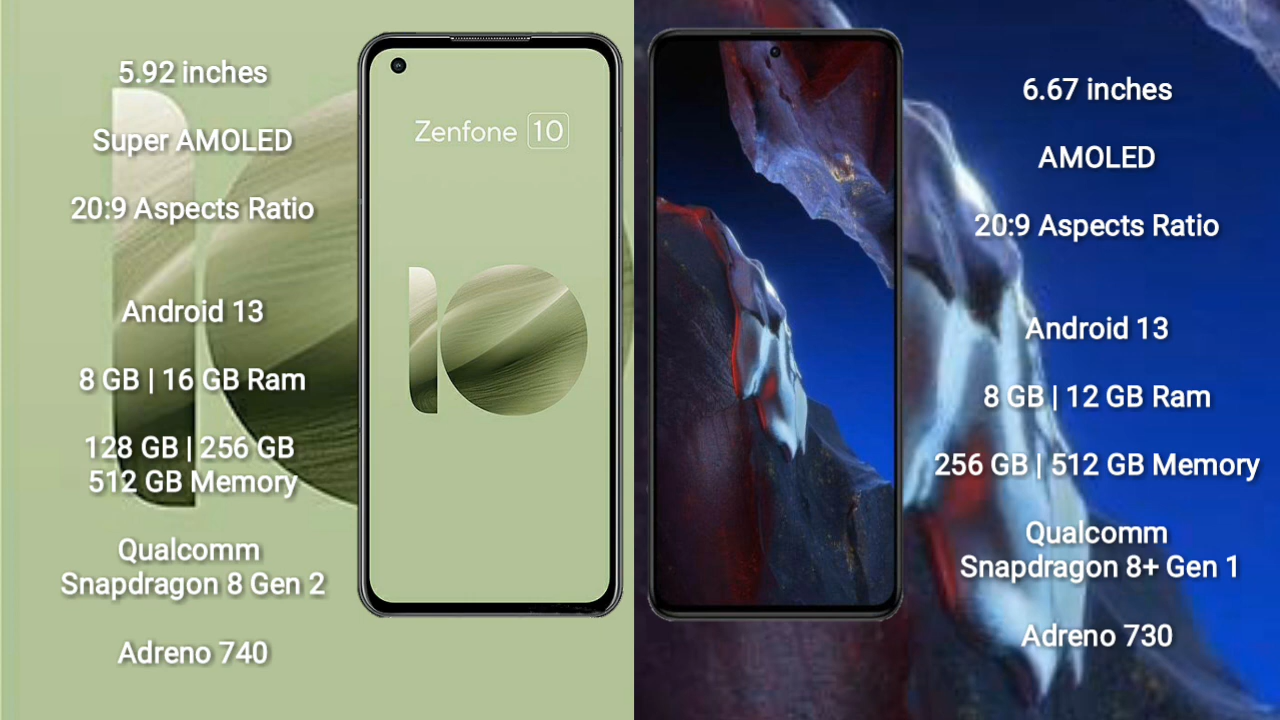 5.92 inches
Super AMOLED
20:9 Aspects Ratio
Android 13
8 GB | 16 GB Ram
128 GB | 256 GB
512 GB Memory
Qualcomm
Snapdragon 8 Gen 2
Adreno 740
Zenfone 10
10
6.67 inches
AMOLED
20:9 Aspects Ratio
Android 13
8 GB | 12 GB Ram
256 GB | 512 GB Memory
Qualcomm
Snapdragon 8+ Gen 1
Adreno 730